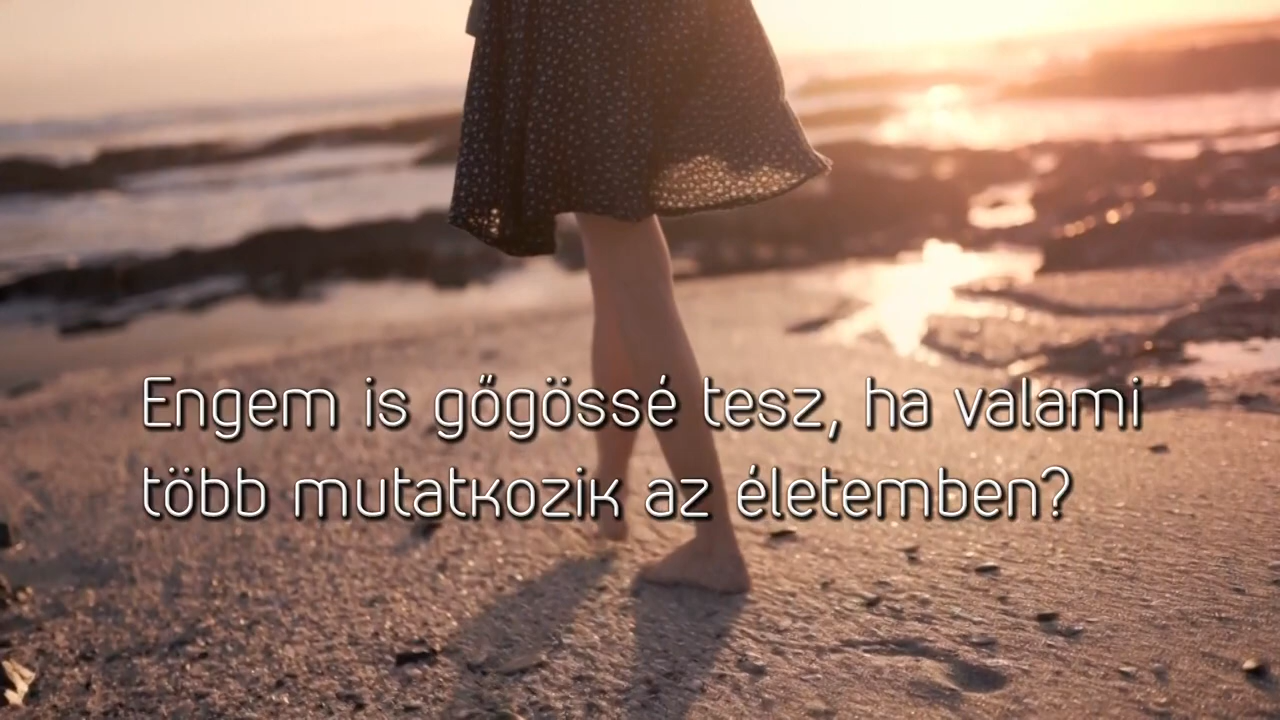 Engem is gőgössé tesz, ha valami
több mutatkozik az életemben?